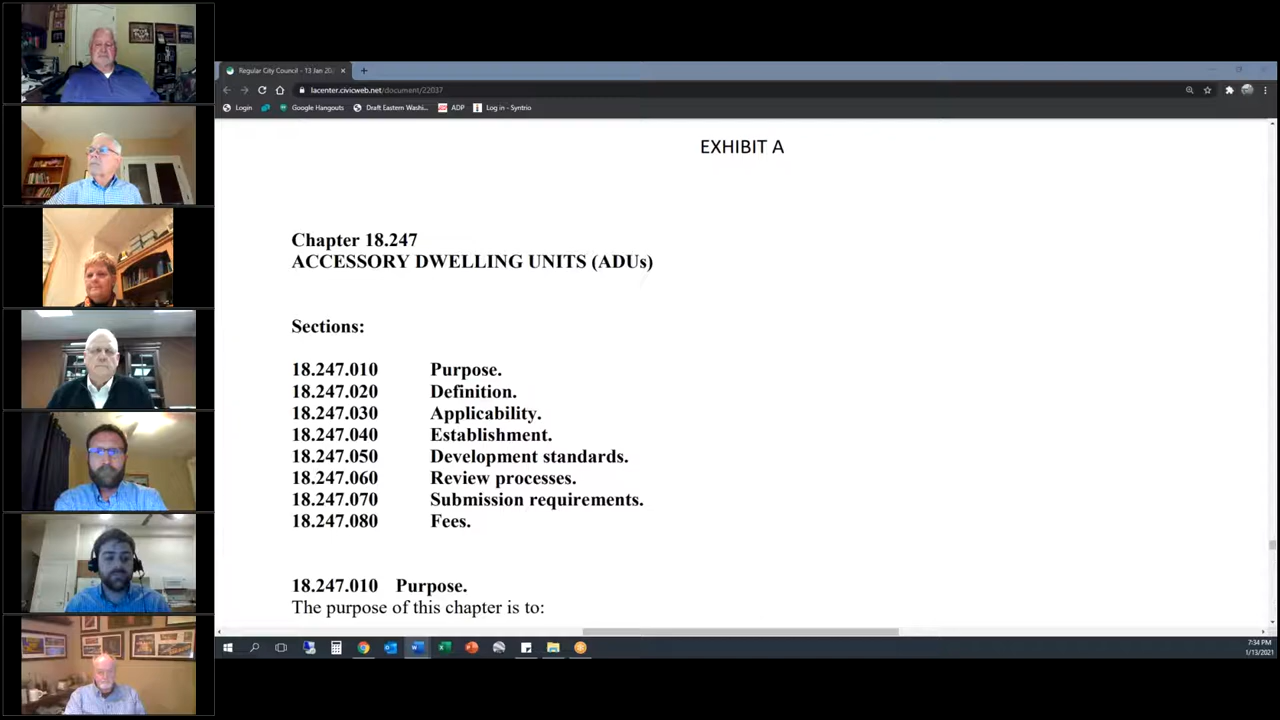 Regular City Council - 13 Jan 20
lacenter.civicweb.net/document/22037
Login
Google Hangouts
Draft Eastern Washi...
ADP
Log in - Syntrio
EXHIBIT A
Chapter 18.247
ACCESSORY DWELLING UNITS (ADUs)
Sections:
18.247.010 Purpose.
18.247.020 Definition.
18.247.030 Applicability.
18.247.040 Establishment.
18.247.050 Development standards.
18.247.060 Review processes.
18.247.070 Submission requirements.
18.247.080 Fees.
18.247.010 Purpose.
The purpose of this chapter is to:
7:34 PM
1/13/2021